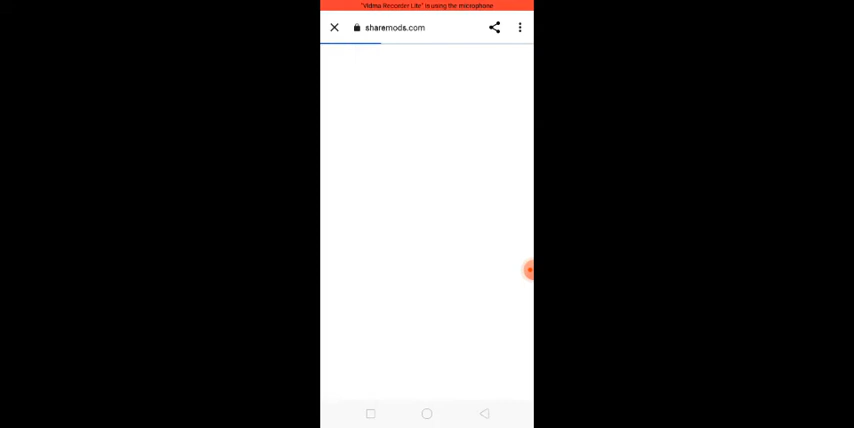 "Vidma Recorder Lite" is using the microphone
sharemods.com